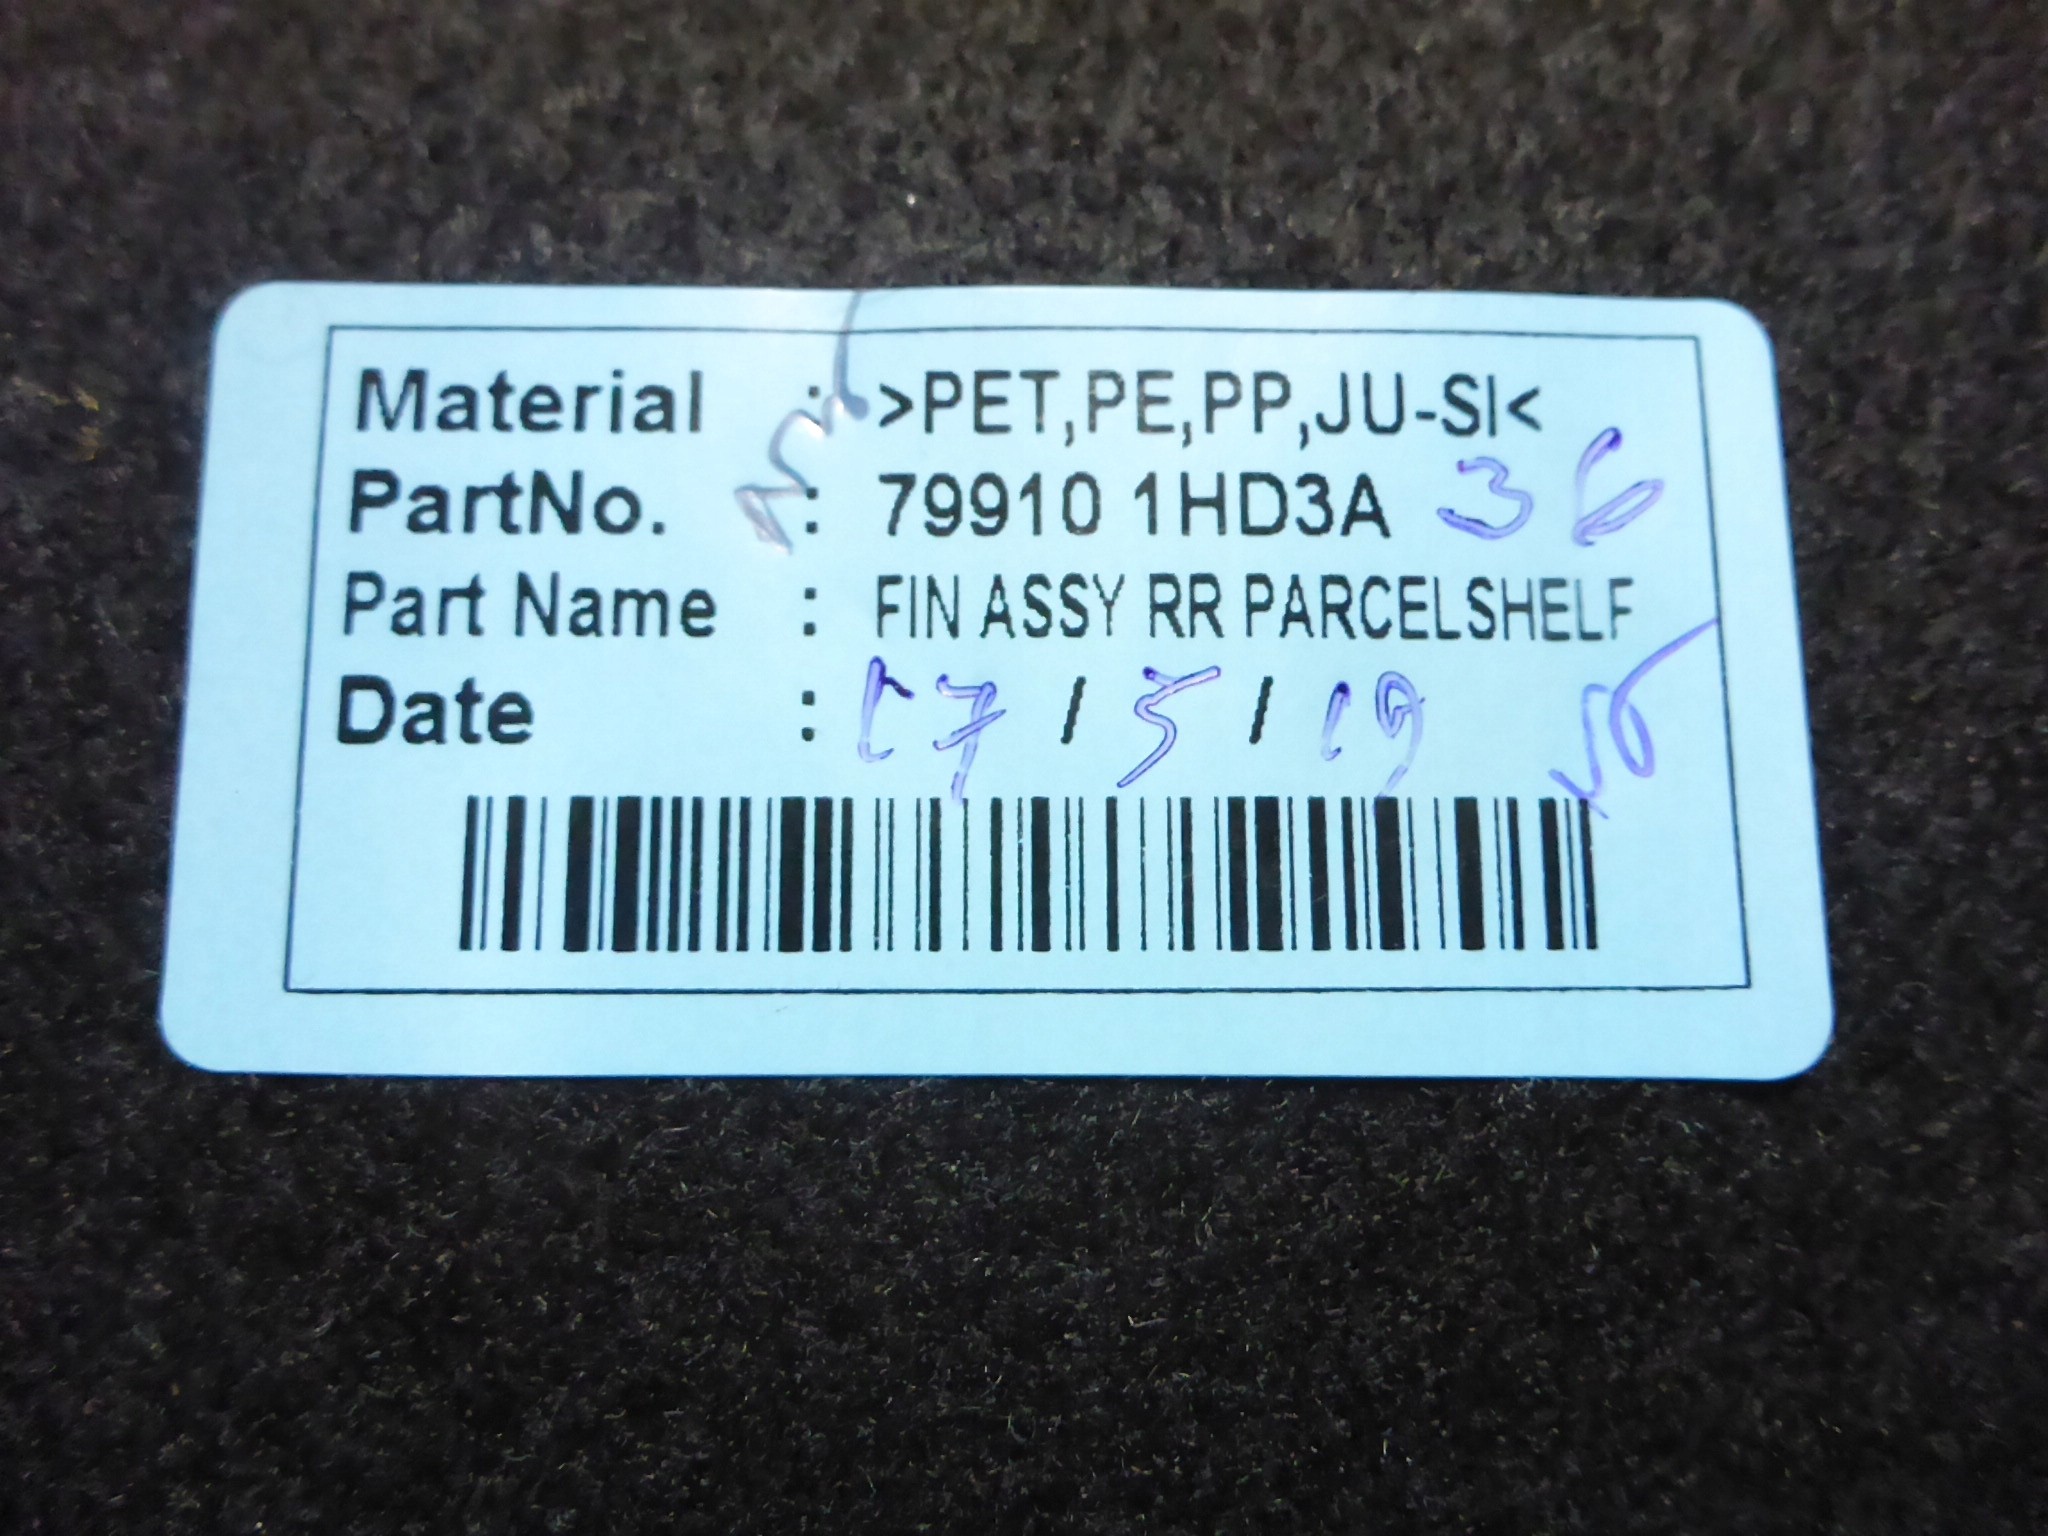 Material : >PET,PE,PP,JU-SI<
PartNo. : 79910 1HD3A 36
Part Name : FIN ASSY RR PARCELSHELF
Date : 17 / 5 / 19